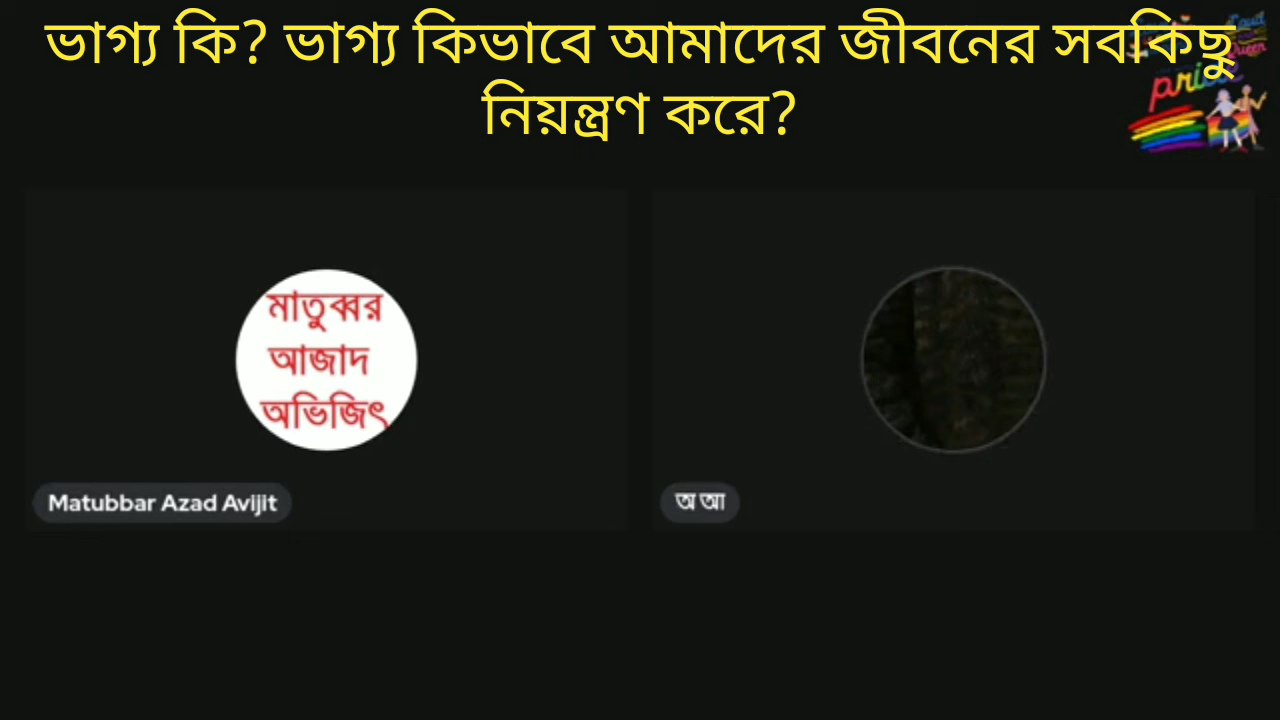 ভাগ্য কি? ভাগ্য কিভাবে আমাদের জীবনের সবকিছু
নিয়ন্ত্রণ করে?
pride
মাতুব্বর
আজাদ
অভিজিৎ
Matubbar Azad Avijit
অ আ